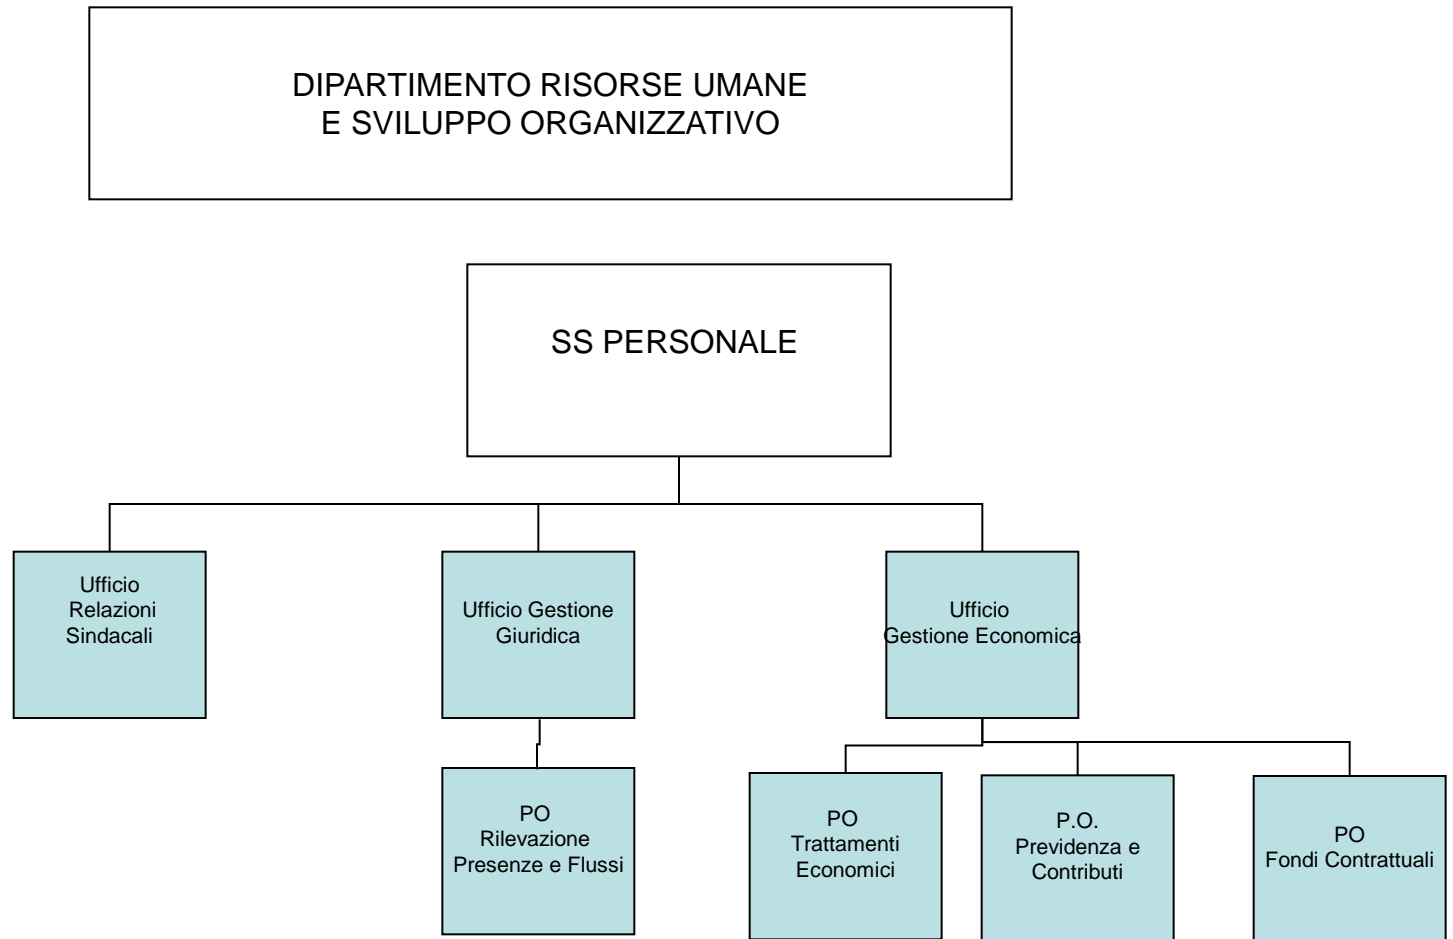 DIPARTIMENTO RISORSE UMANE
E SVILUPPO ORGANIZZATIVO
SS PERSONALE
Ufficio
Relazioni
Sindacali
Ufficio Gestione
Giuridica
Ufficio
Gestione Economica
PO
Rilevazione
Presenze e Flussi
PO
Trattamenti
Economici
P.O.
Previdenza e
Contributi
PO
Fondi Contrattuali